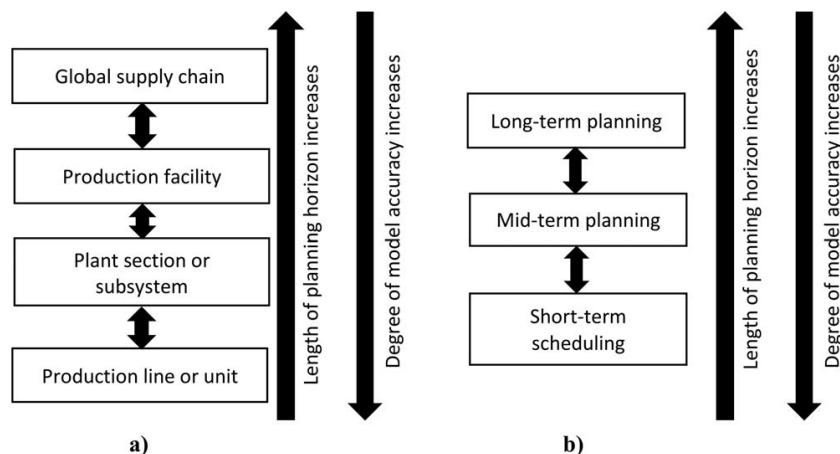 Global supply chain
Production facility
Plant section or
subsystem
Production line or unit
Length of planning horizon increases
Degree of model accuracy increases
a)
Long-term planning
Mid-term planning
Short-term
scheduling
Length of planning horizon increases
Degree of model accuracy increases
b)